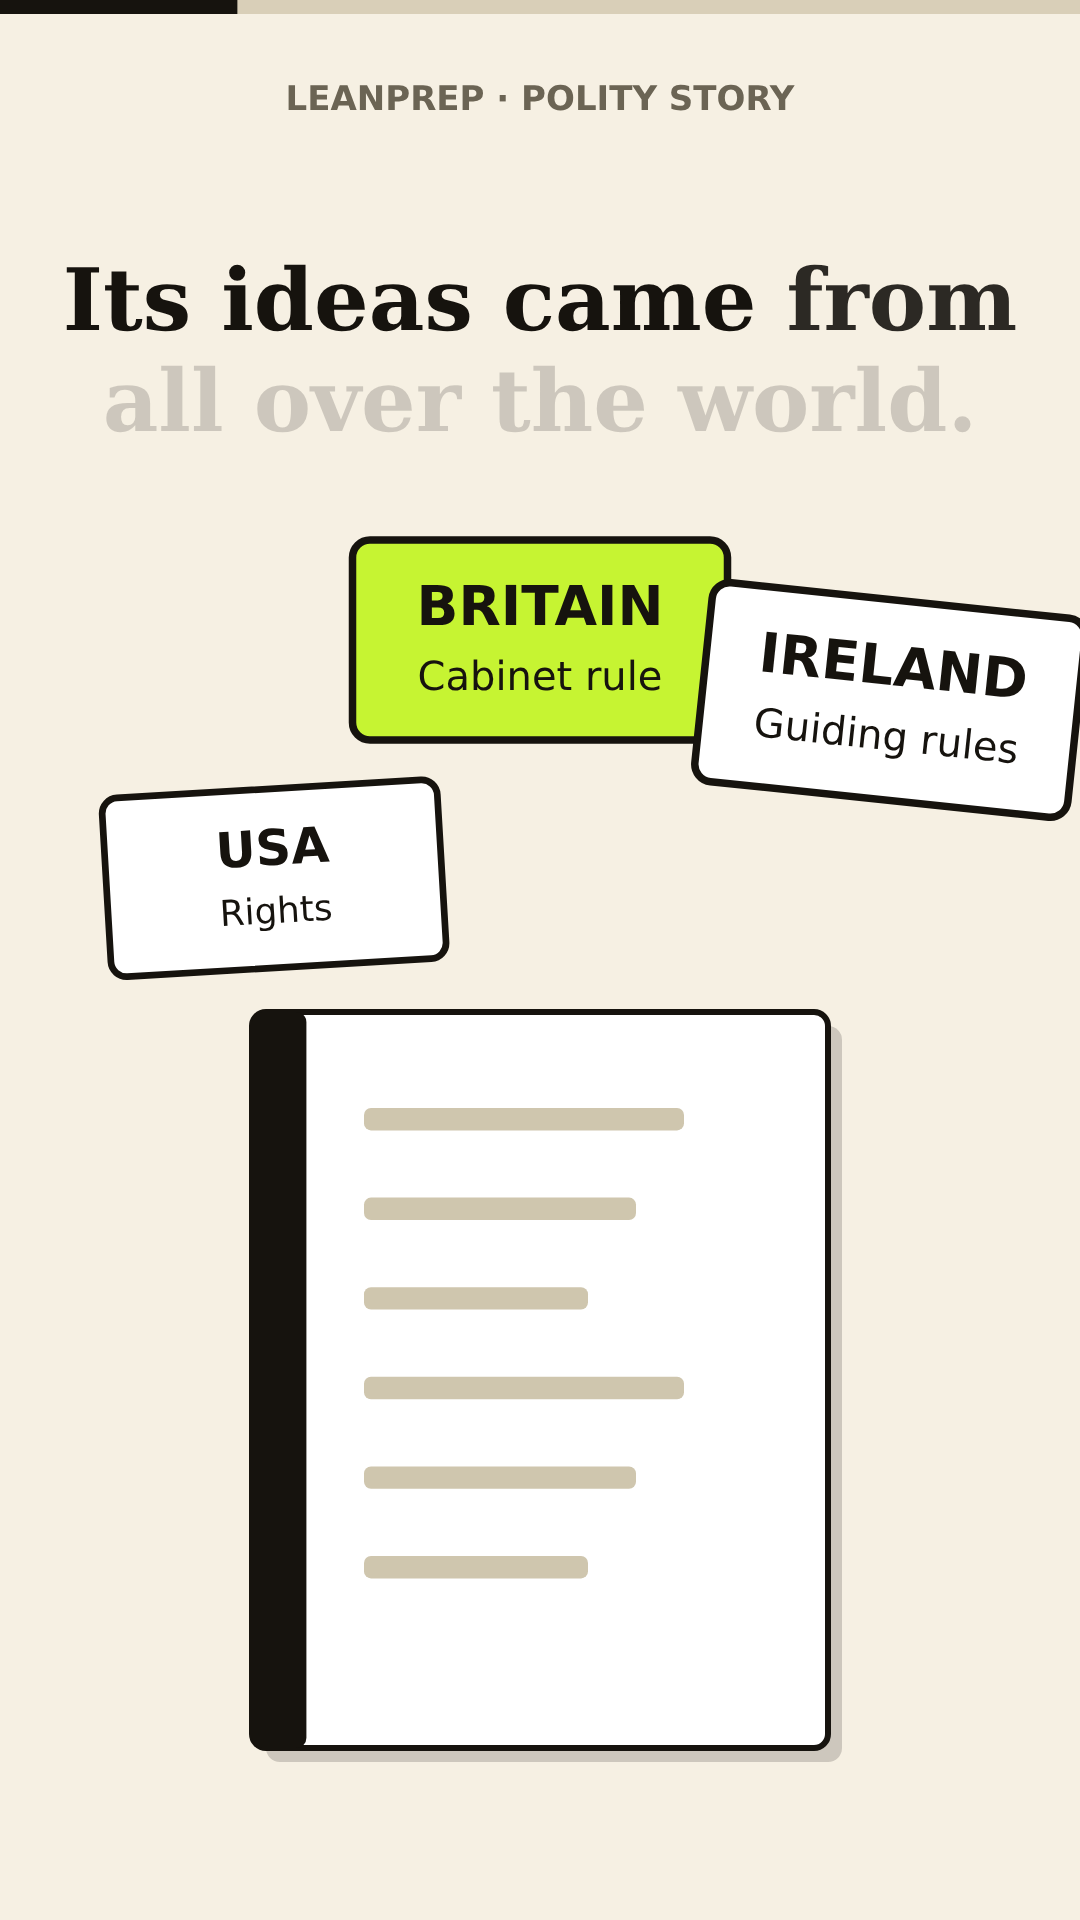 LEANPREP · POLITY STORY
Its ideas came from
all over the world.
BRITAIN
Cabinet rule
IRELAND
Guiding rules
USA
Rights